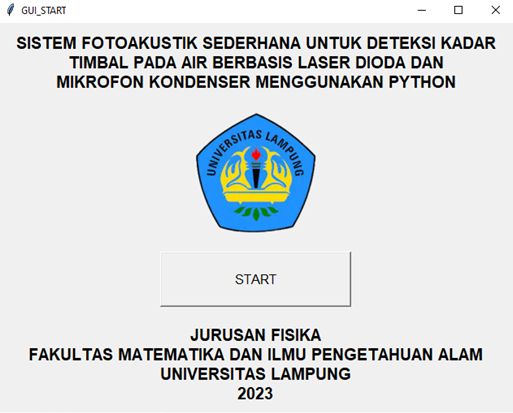 GUI_START
SISTEM FOTOAKUSTIK SEDERHANA UNTUK DETEKSI KADAR
TIMBAL PADA AIR BERBASIS LASER DIODA DAN
MIKROFON KONDENSER MENGGUNAKAN PYTHON
UNIVERSITAS LAMPUNG
START
JURUSAN FISIKA
FAKULTAS MATEMATIKA DAN ILMU PENGETAHUAN ALAM
UNIVERSITAS LAMPUNG
2023